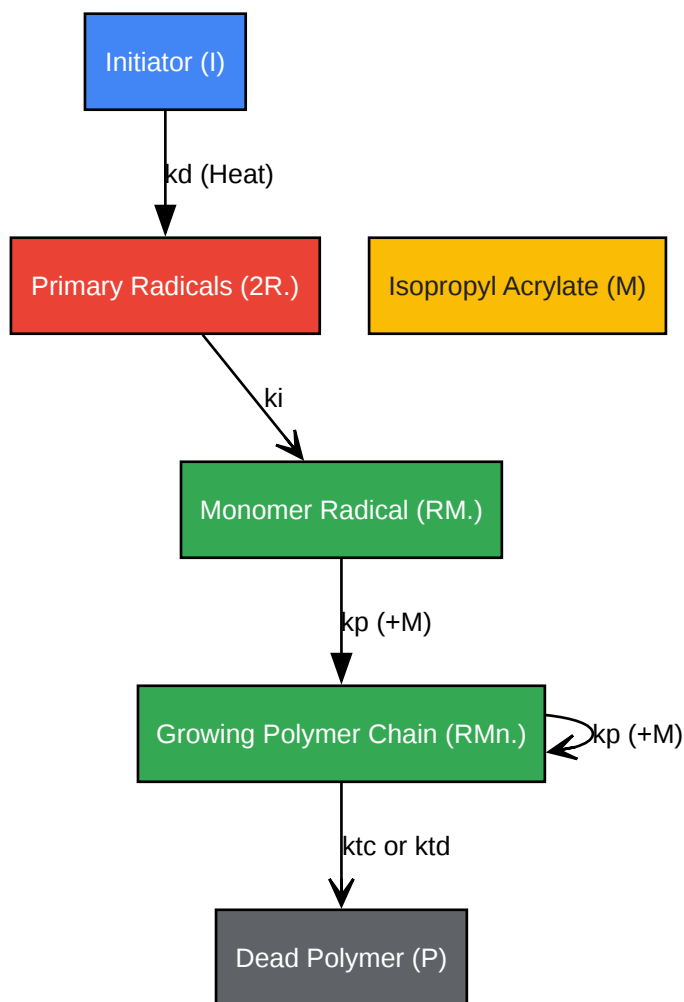 Initiator (I)
kd (Heat)
Primary Radicals (2R.)
Isopropyl Acrylate (M)
ki
Monomer Radical (RM.)
kp (+M)
Growing Polymer Chain (RMn.)
kp (+M)
ktc or ktd
Dead Polymer (P)